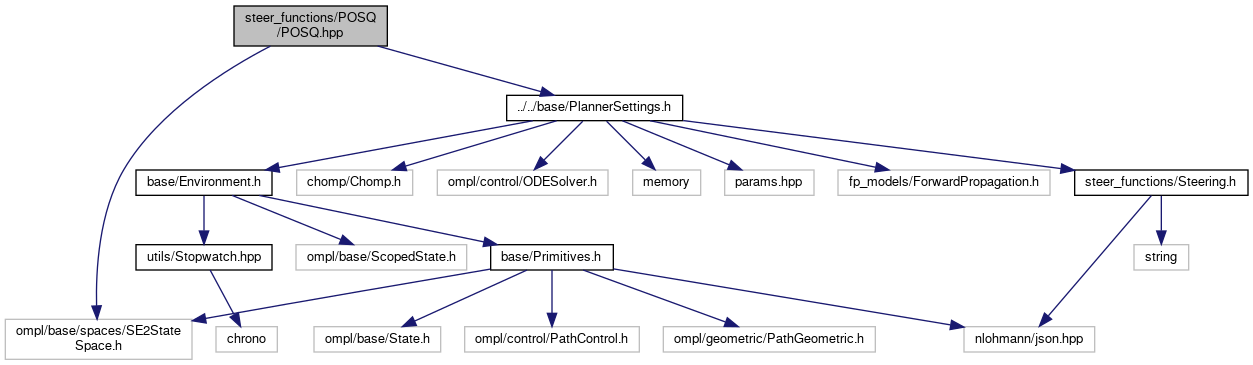 steer_functions/POSQ
/POSQ.hpp
../../base/PlannerSettings.h
base/Environment.h
chomp/Chomp.h
ompl/control/ODESolver.h
memory
params.hpp
fp_models/ForwardPropagation.h
steer_functions/Steering.h
utils/Stopwatch.hpp
ompl/base/ScopedState.h
base/Primitives.h
string
ompl/base/spaces/SE2State
Space.h
chrono
ompl/base/State.h
ompl/control/PathControl.h
ompl/geometric/PathGeometric.h
nlohmann/json.hpp